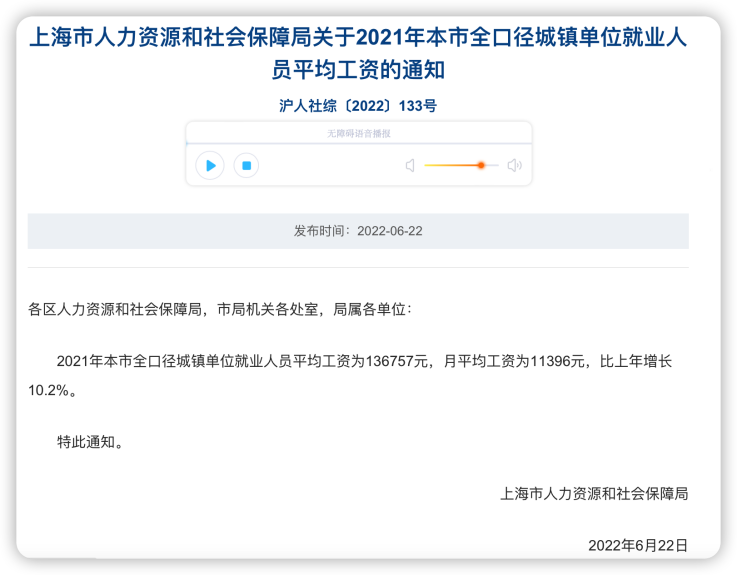 上海市人力资源和社会保障局关于2021年本市全口径城镇单位就业人
员平均工资的通知
沪人社综〔2022〕133号
无障碍语音播报
发布时间：2022-06-22
各区人力资源和社会保障局，市局机关各处室，局属各单位：
2021年本市全口径城镇单位就业人员平均工资为136757元，月平均工资为11396元，比上年增长
10.2%。
特此通知。
上海市人力资源和社会保障局
2022年6月22日